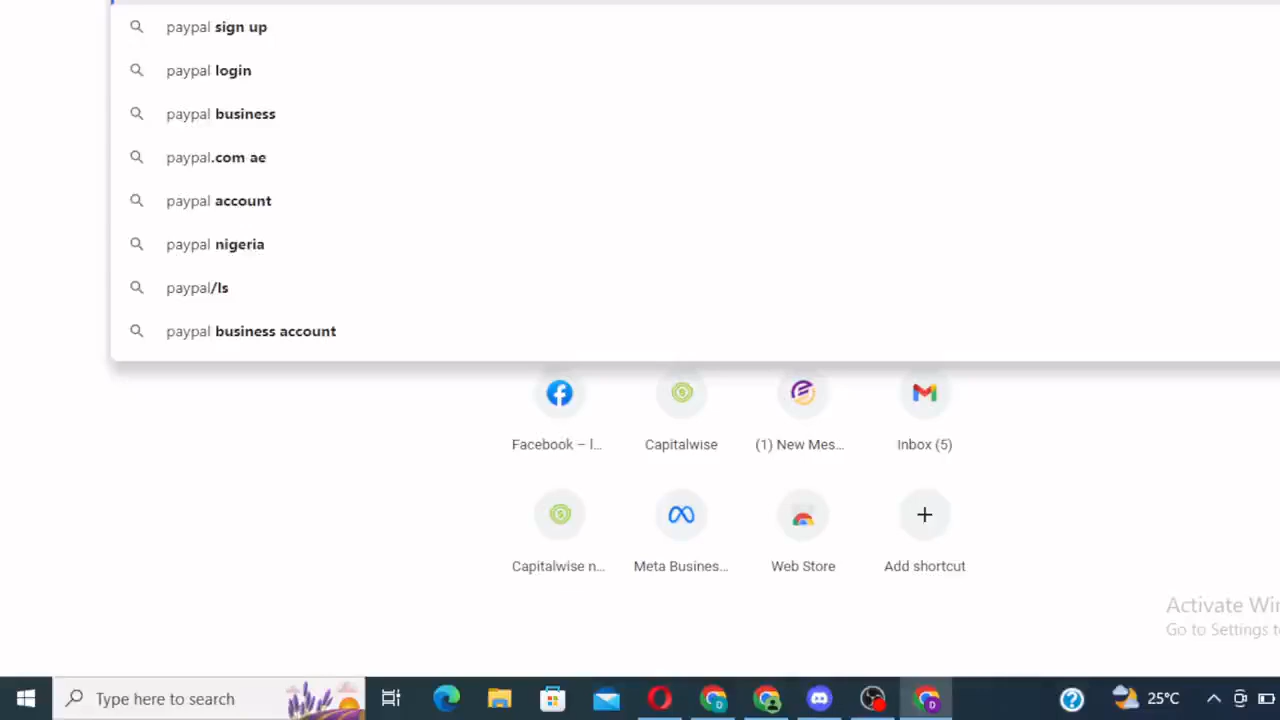 paypal sign up
paypal login
paypal business
paypal.com ae
paypal account
paypal nigeria
paypal/ls
paypal business account
Facebook – l...
Capitalwise
(1) New Mes...
Inbox (5)
Capitalwise n...
Meta Busines...
Web Store
Add shortcut
Activate Wi
Go to Settings t
Type here to search
25°C